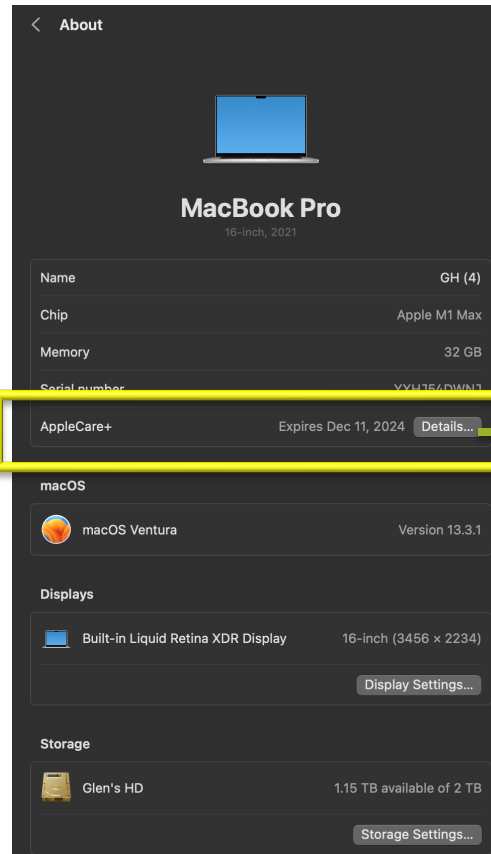 About
MacBook Pro
16-inch, 2021
Name GH (4)
Chip Apple M1 Max
Memory 32 GB
Serial number
AppleCare+ Expires Dec 11, 2024 Details...
macOS
macOS Ventura Version 13.3.1
Displays
Built-in Liquid Retina XDR Display 16-inch (3456 × 2234)
Display Settings...
Storage
Glen's HD 1.15 TB available of 2 TB
Storage Settings...